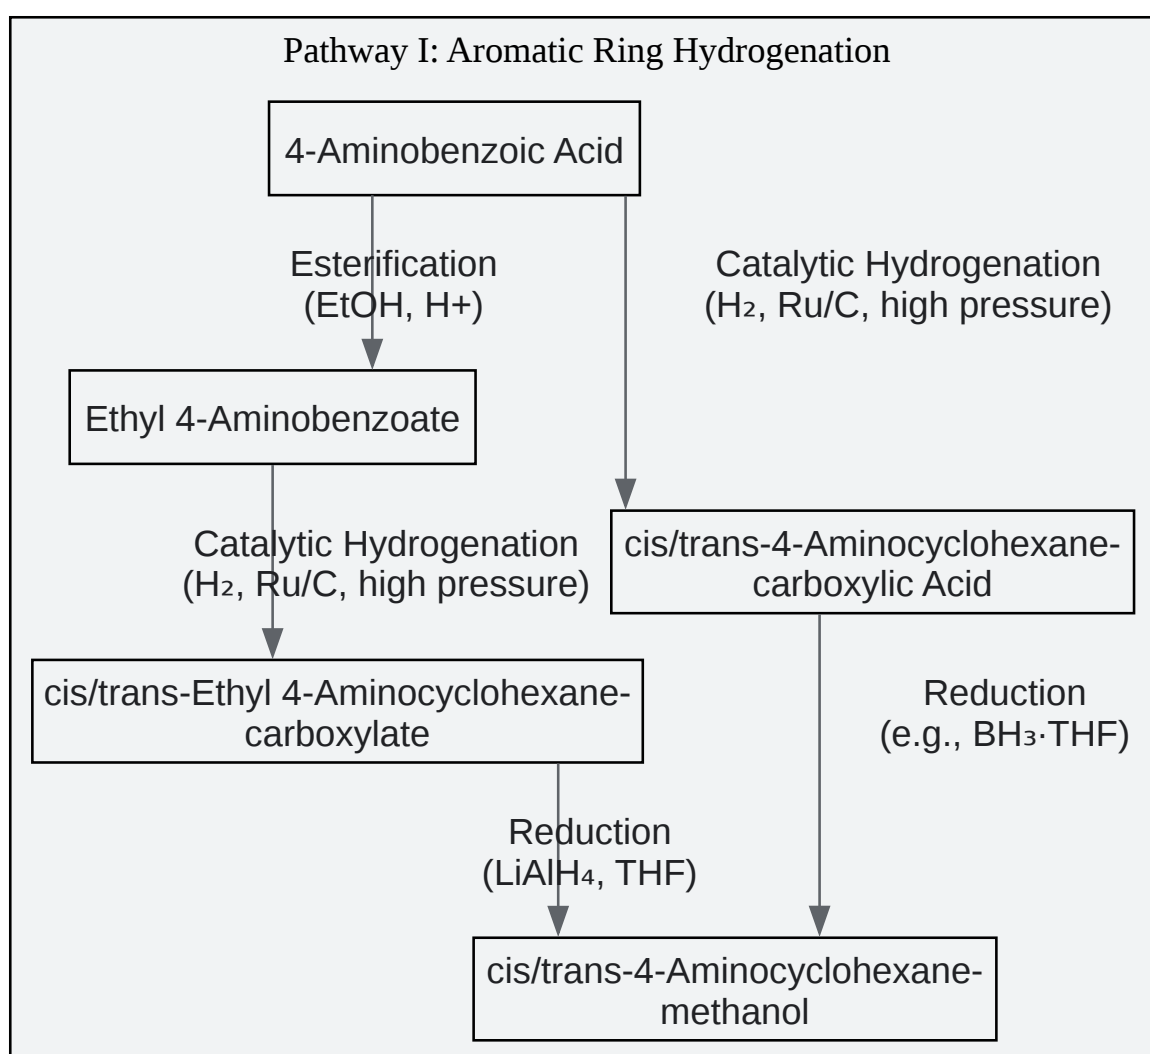 Pathway I: Aromatic Ring Hydrogenation
4-Aminobenzoic Acid
Esterification
(EtOH, H+)
Catalytic Hydrogenation
(H₂, Ru/C, high pressure)
Ethyl 4-Aminobenzoate
Catalytic Hydrogenation
(H₂, Ru/C, high pressure)
cis/trans-4-Aminocyclohexane-
carboxylic Acid
cis/trans-Ethyl 4-Aminocyclohexane-
carboxylate
Reduction
(e.g., BH₃·THF)
Reduction
(LiAlH₄, THF)
cis/trans-4-Aminocyclohexane-
methanol